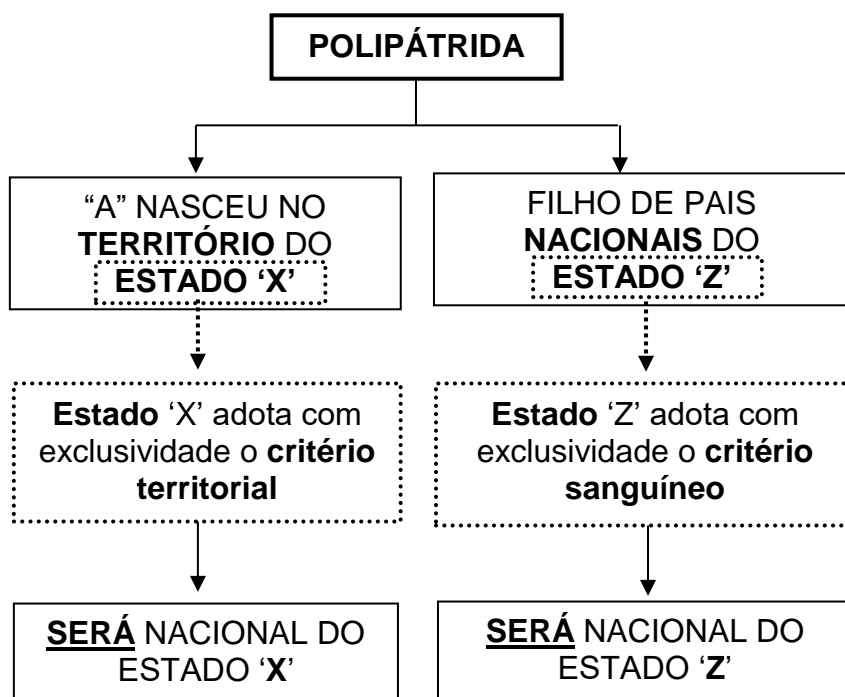 POLIPÁTRIDA
“A” NASCEU NO
TERRITÓRIO DO
ESTADO ‘X’
FILHO DE PAIS
NACIONAIS DO
ESTADO ‘Z’
Estado ‘X’ adota com
exclusividade o critério
territorial
Estado ‘Z’ adota com
exclusividade o critério
sanguíneo
SERÁ NACIONAL DO
ESTADO ‘X’
SERÁ NACIONAL DO
ESTADO ‘Z’